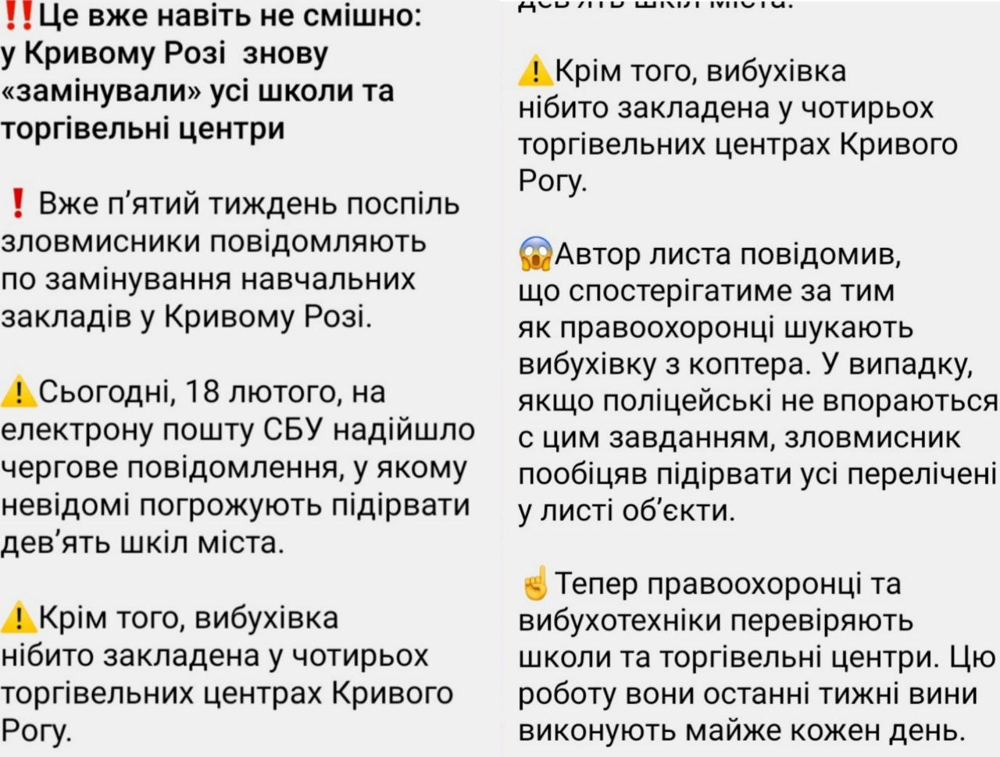 ‼️Це вже навіть не смішно:
у Кривому Розі знову
«замінували» усі школи та
торгівельні центри
❗ Вже п’ятий тиждень поспіль
зловмисники повідомляють
по замінування навчальних
закладів у Кривому Розі.
⚠️Сьогодні, 18 лютого, на
електрону пошту СБУ надійшло
чергове повідомлення, у якому
невідомі погрожують підірвати
дев’ять шкіл міста.
⚠️Крім того, вибухівка
нібито закладена у чотирьох
торгівельних центрах Кривого
Рогу.
дев’ять шкіл міста.
⚠️Крім того, вибухівка
нібито закладена у чотирьох
торгівельних центрах Кривого
Рогу.
😱Автор листа повідомив,
що спостерігатиме за тим
як правоохоронці шукають
вибухівку з коптера. У випадку,
якщо поліцейські не впораються
с цим завданням, зловмисник
пообіцяв підірвати усі перелічені
у листі об’єкти.
☝️Тепер правоохоронці та
вибухотехніки перевіряють
школи та торгівельні центри. Цю
роботу вони останні тижні вини
виконують майже кожен день.